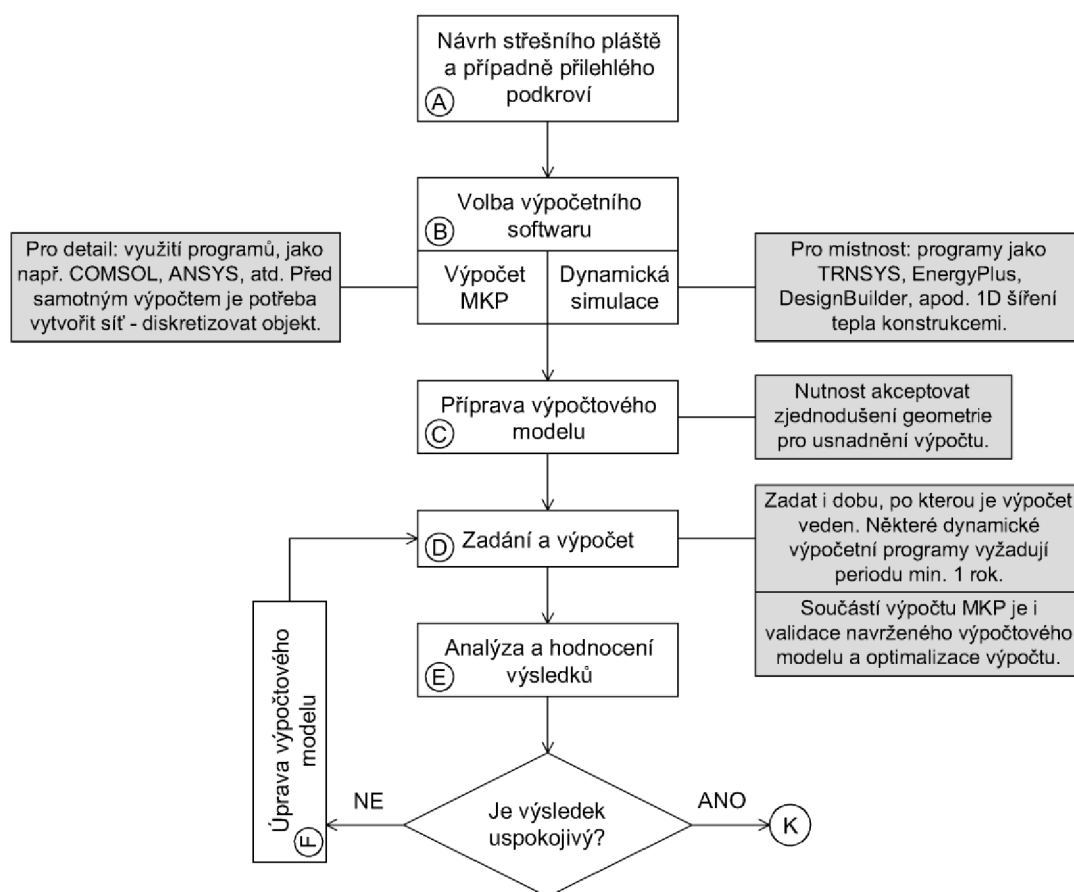 Návrh střešního pláště
a případně přilehlého
podkroví
A
Volba výpočetního
softwaru
B
Výpočet
MKP
Dynamická
simulace
Pro detail: využití programů, jako
např. COMSOL, ANSYS, atd. Před
samotným výpočtem je potřeba
vytvořit síť - diskretizovat objekt.
Pro místnost: programy jako
TRNSYS, EnergyPlus,
DesignBuilder, apod. 1D šíření
tepla konstrukcemi.
Příprava výpočtového
modelu
C
Nutnost akceptovat
zjednodušení geometrie
pro usnadnění výpočtu.
Zadání a výpočet
D
Zadat i dobu, po kterou je výpočet
veden. Některé dynamické
výpočetní programy vyžadují
periodu min. 1 rok.
Součástí výpočtu MKP je i
validace navrženého výpočtového
modelu a optimalizace výpočtu.
Analýza a hodnocení
výsledků
E
Úprava výpočtového
modelu
F
NE
Je výsledek
uspokojivý?
ANO
K